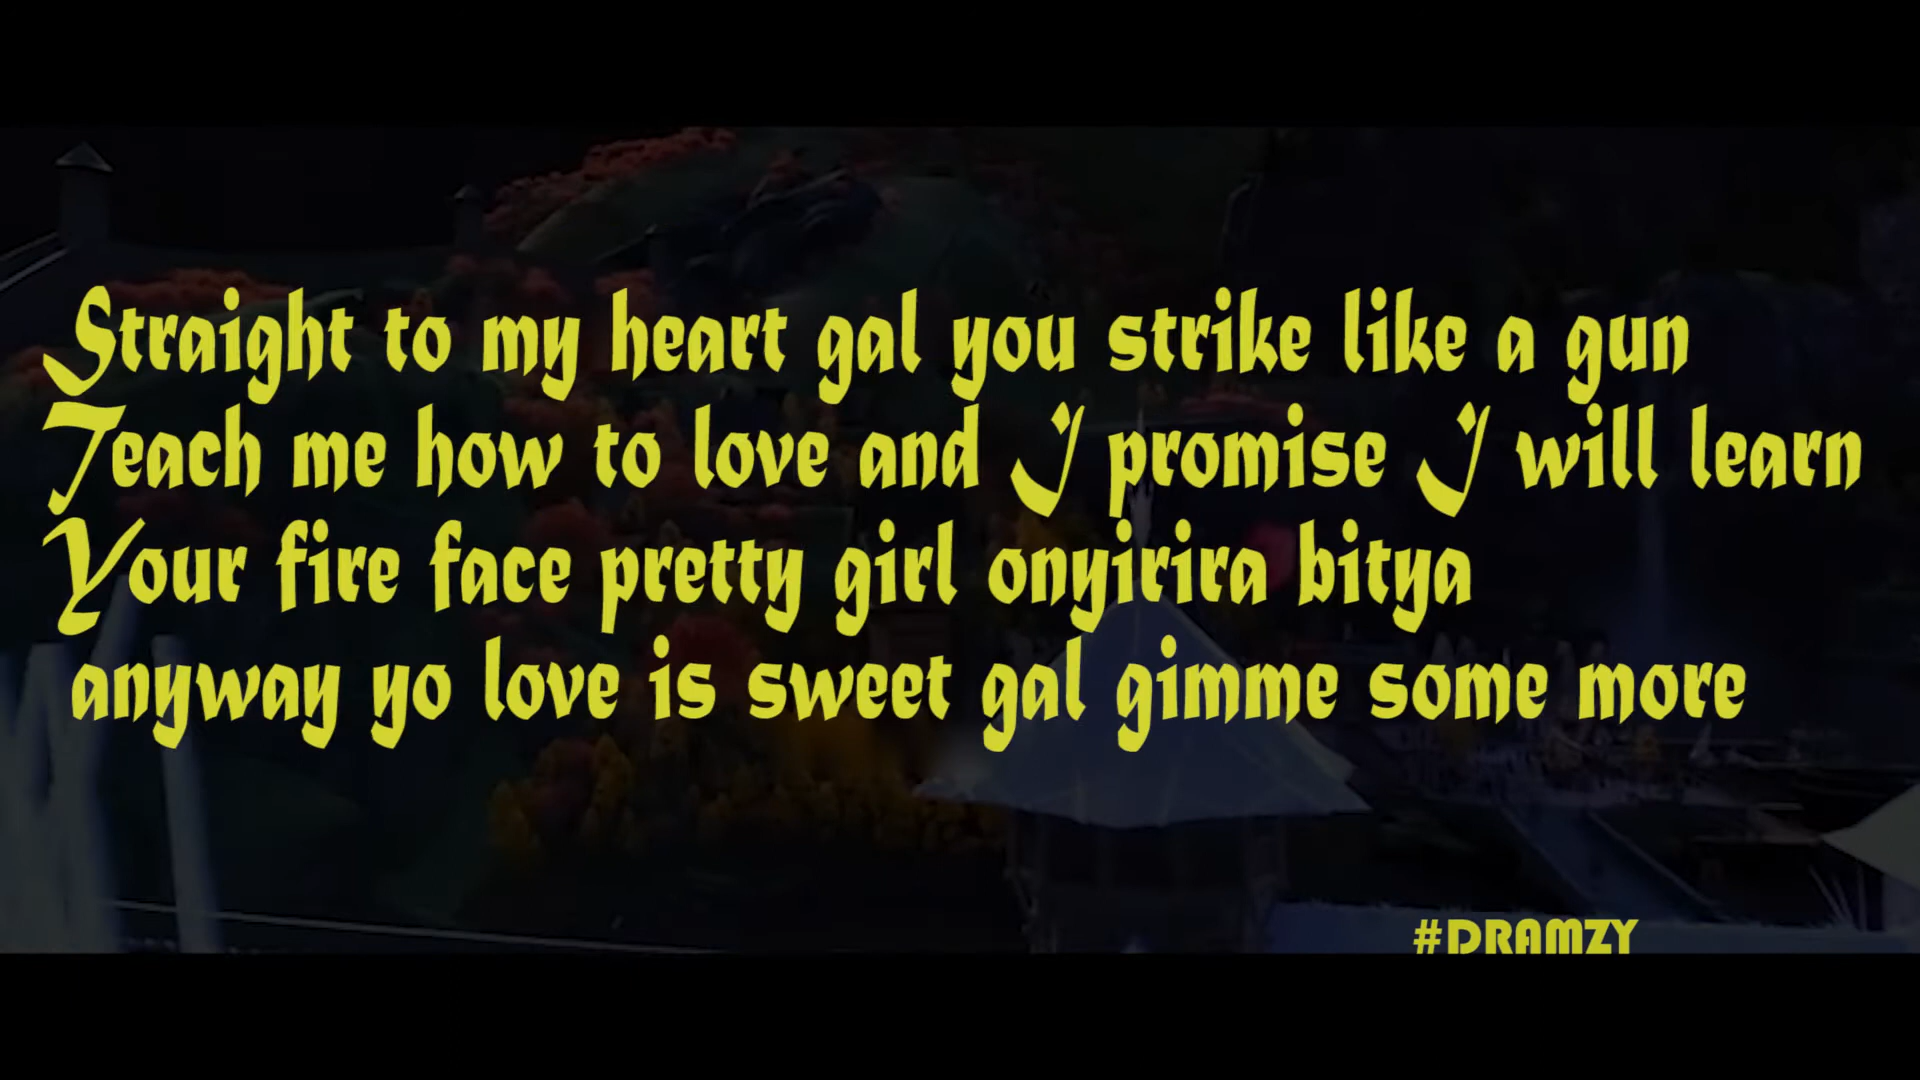 Straight to my heart gal you strike like a gun
Teach me how to love and I promise I will learn
Your fire face pretty girl onyirira bitya
anyway yo love is sweet gal gimme some more
#DRAMZY